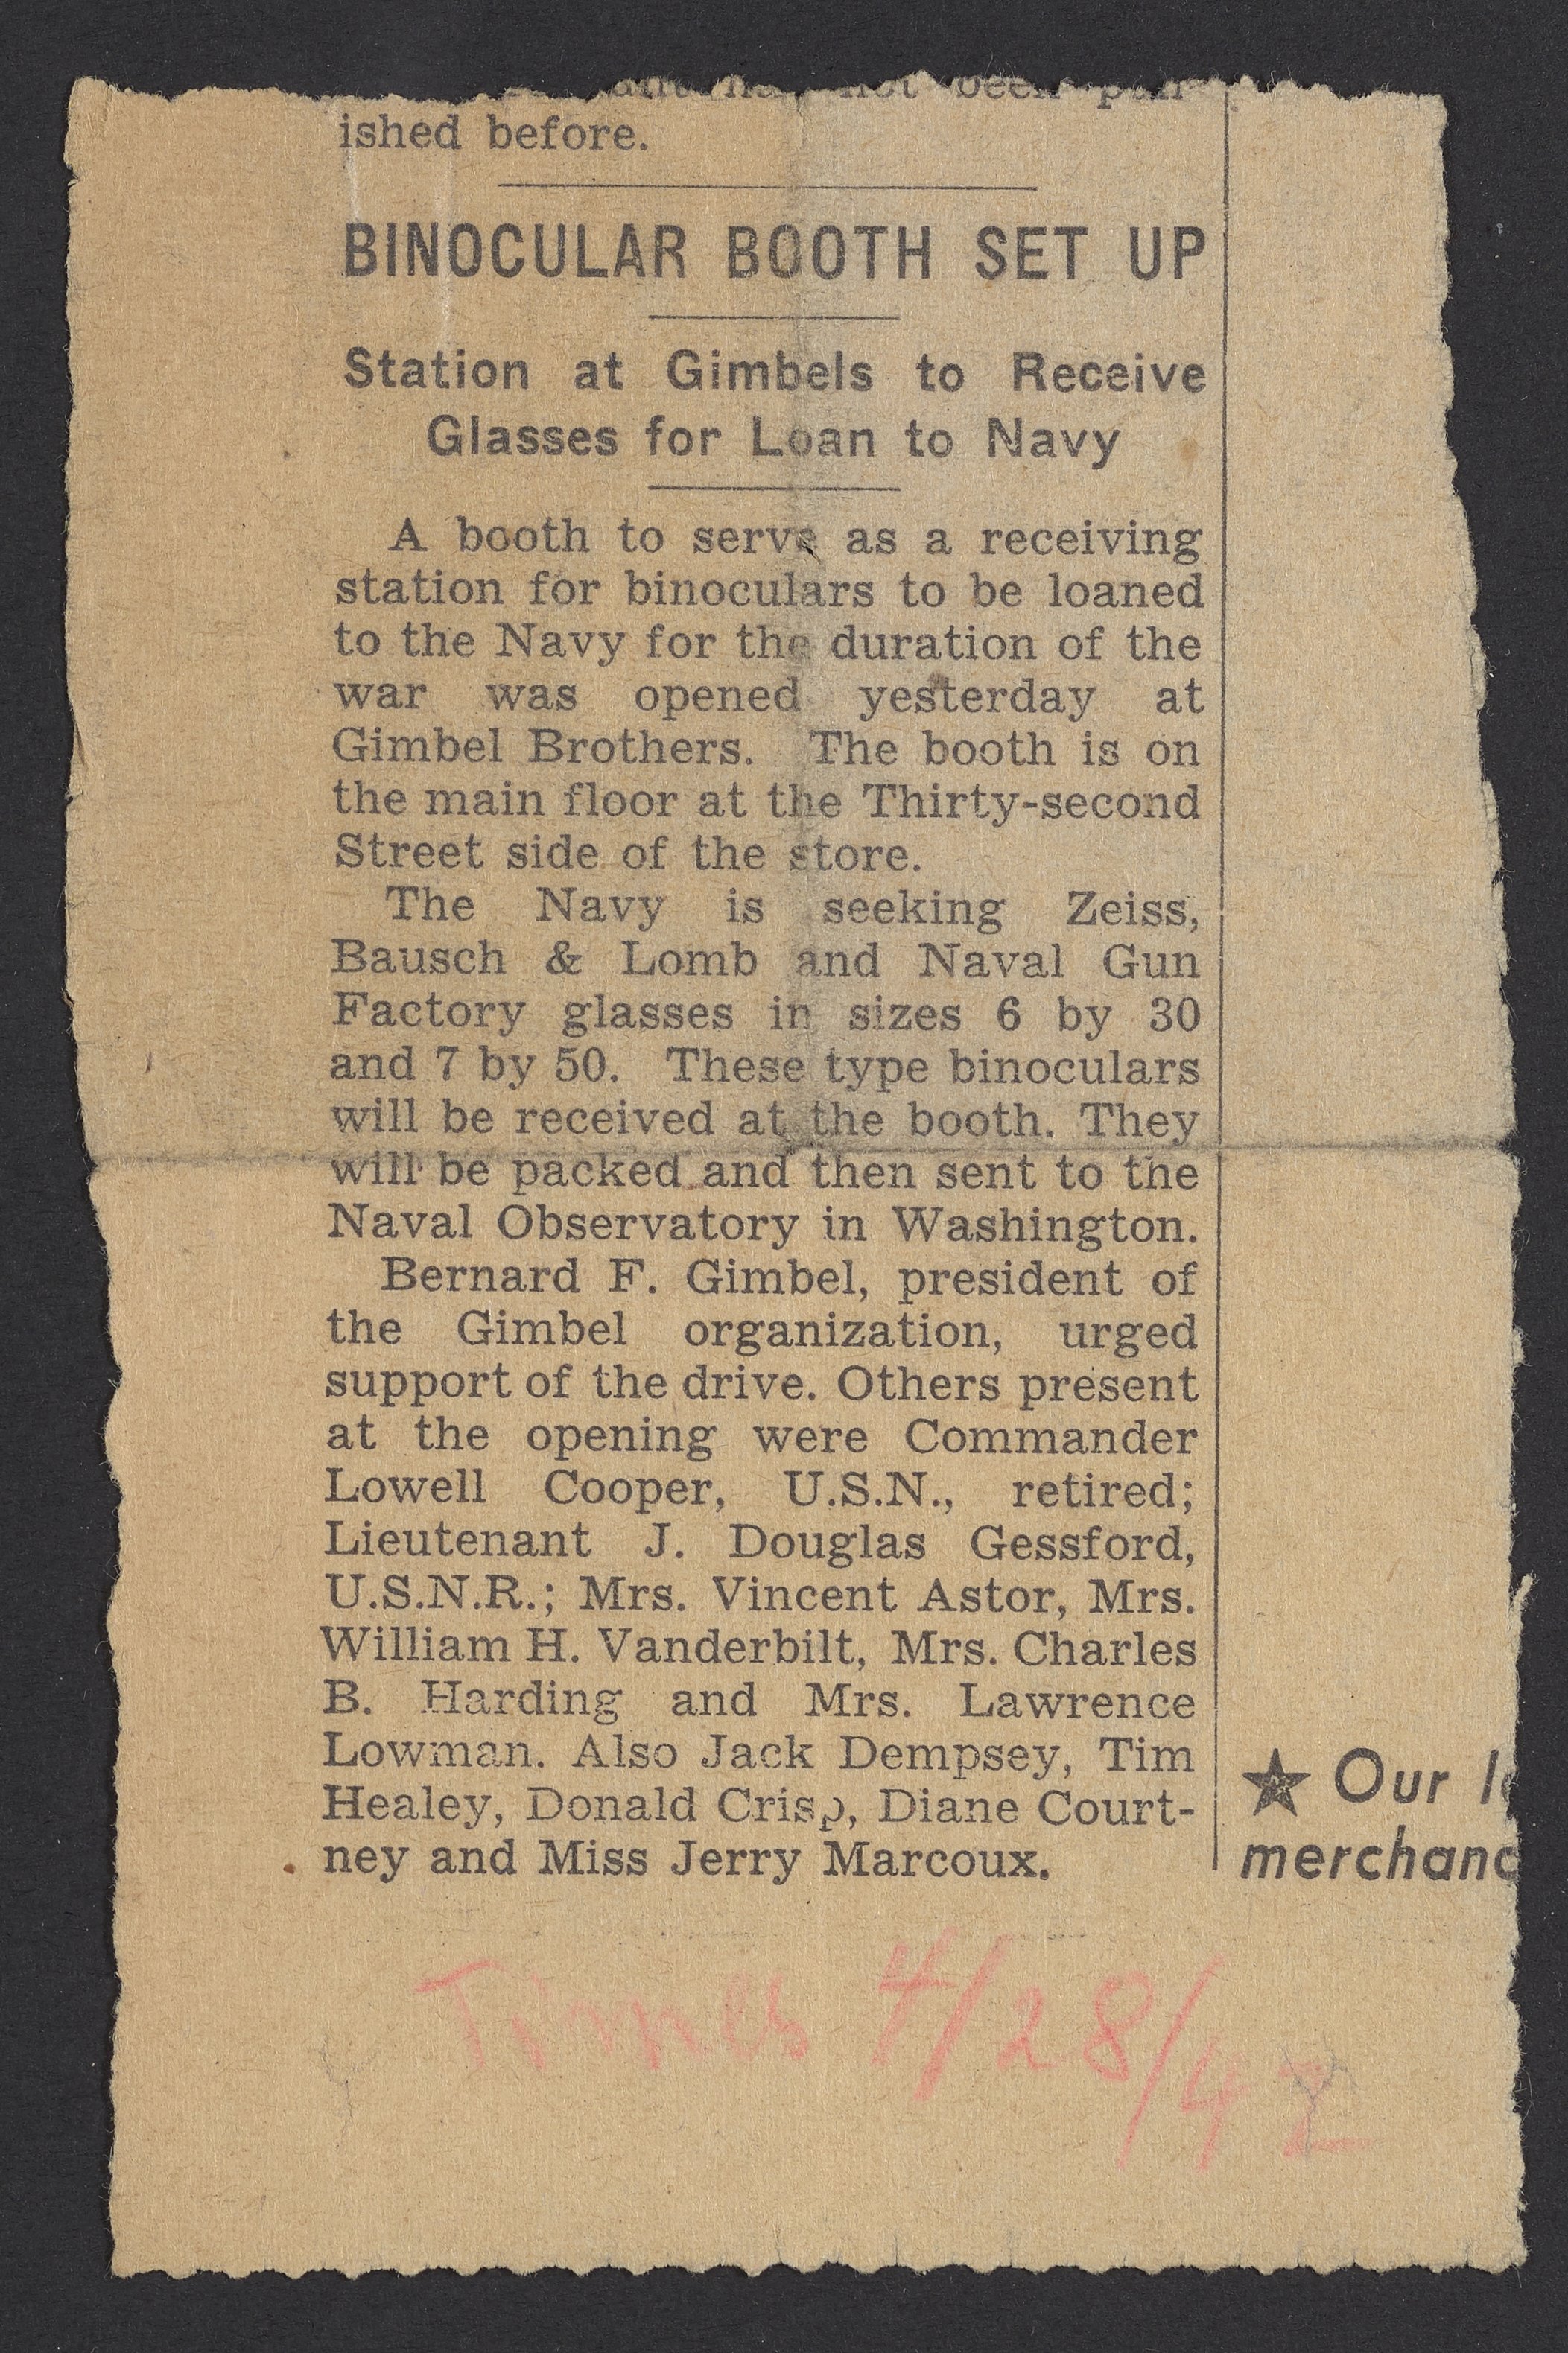 not been pun-
ished before.
BINOCULAR BOOTH SET UP
Station at Gimbels to Receive
Glasses for Loan to Navy
A booth to serve as a receiving
station for binoculars to be loaned
to the Navy for the duration of the
war was opened yesterday at
Gimbel Brothers. The booth is on
the main floor at the Thirty-second
Street side of the store.
The Navy is seeking Zeiss,
Bausch & Lomb and Naval Gun
Factory glasses in sizes 6 by 30
and 7 by 50. These type binoculars
will be received at the booth. They
will be packed and then sent to the
Naval Observatory in Washington.
Bernard F. Gimbel, president of
the Gimbel organization, urged
support of the drive. Others present
at the opening were Commander
Lowell Cooper, U.S.N., retired;
Lieutenant J. Douglas Gessford,
U.S.N.R.; Mrs. Vincent Astor, Mrs.
William H. Vanderbilt, Mrs. Charles
B. Harding and Mrs. Lawrence
Lowman. Also Jack Dempsey, Tim
Healey, Donald Crisp, Diane Court-
ney and Miss Jerry Marcoux.
★ Our
merchand
Times 4/28/42